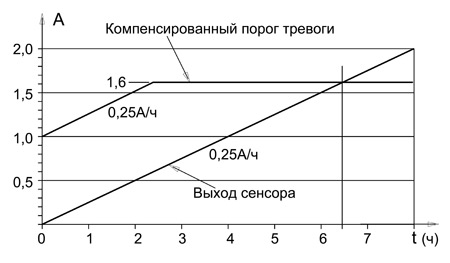 A
Компенсированный порог тревоги
2,0
1,6
1,5
0,25А/ч
1,0
0,25А/ч
0,5
Выход сенсора
0 1 2 3 4 5 6 7 t (ч)